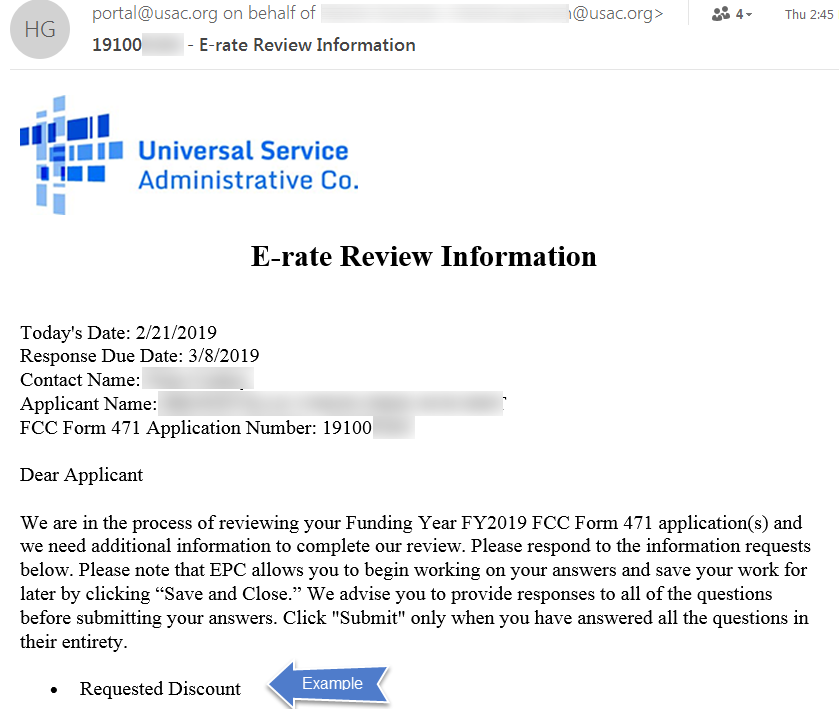 HG
portal@usac.org on behalf of @usac.org>
4
Thu 2:45
19100 - E-rate Review Information
Universal Service
Administrative Co.
E-rate Review Information
Today's Date: 2/21/2019
Response Due Date: 3/8/2019
Contact Name:
Applicant Name:
FCC Form 471 Application Number: 19100
Dear Applicant
We are in the process of reviewing your Funding Year FY2019 FCC Form 471 application(s) and
we need additional information to complete our review. Please respond to the information requests
below. Please note that EPC allows you to begin working on your answers and save your work for
later by clicking “Save and Close.” We advise you to provide responses to all of the questions
before submitting your answers. Click "Submit" only when you have answered all the questions in
their entirety.
• Requested Discount
Example